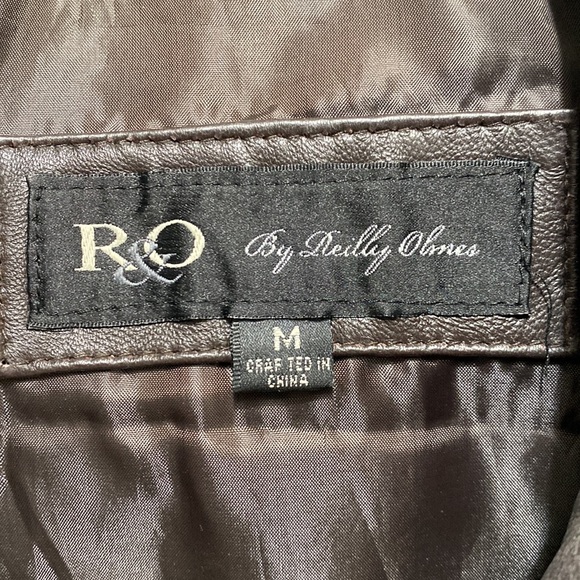 R&O By Reilly Olmes
M
CRAFTED IN
CHINA